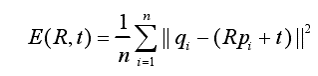 E(R,t) = \frac{1}{n} \sum_{i=1}^{n} || q_i - (Rp_i + t) ||^2